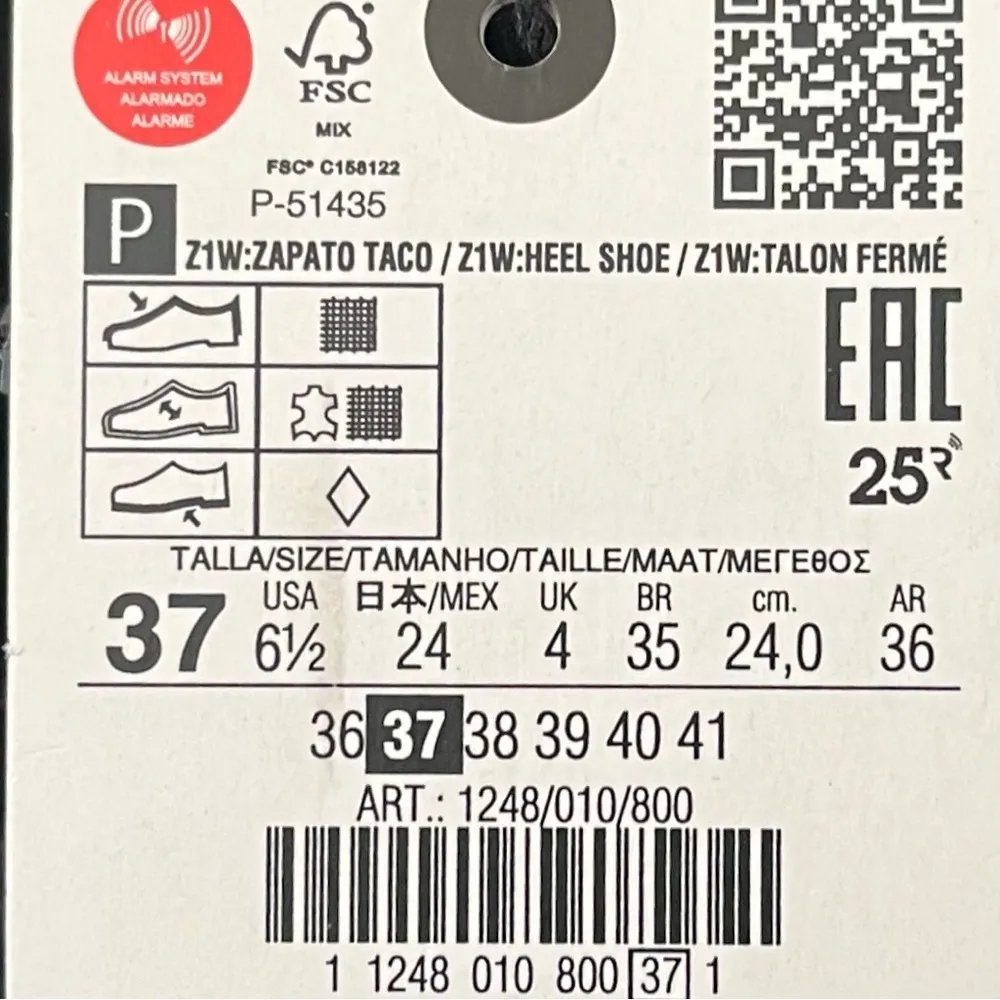 ALARM SYSTEM
ALARMADO
ALARME
FSC
MIX
FSC® C158122
P-51435
P
Z1W:ZAPATO TACO / Z1W:HEEL SHOE / Z1W:TALON FERMÉ
EAC
25
TALLA/SIZE/TAMANHO/TAILLE/MAAT/ΜΕΓΕΘΟΣ
USA 日本/MEX UK BR cm. AR
37 6½ 24 4 35 24,0 36
36 37 38 39 40 41
ART.: 1248/010/800
1 1248 010 800 37 1